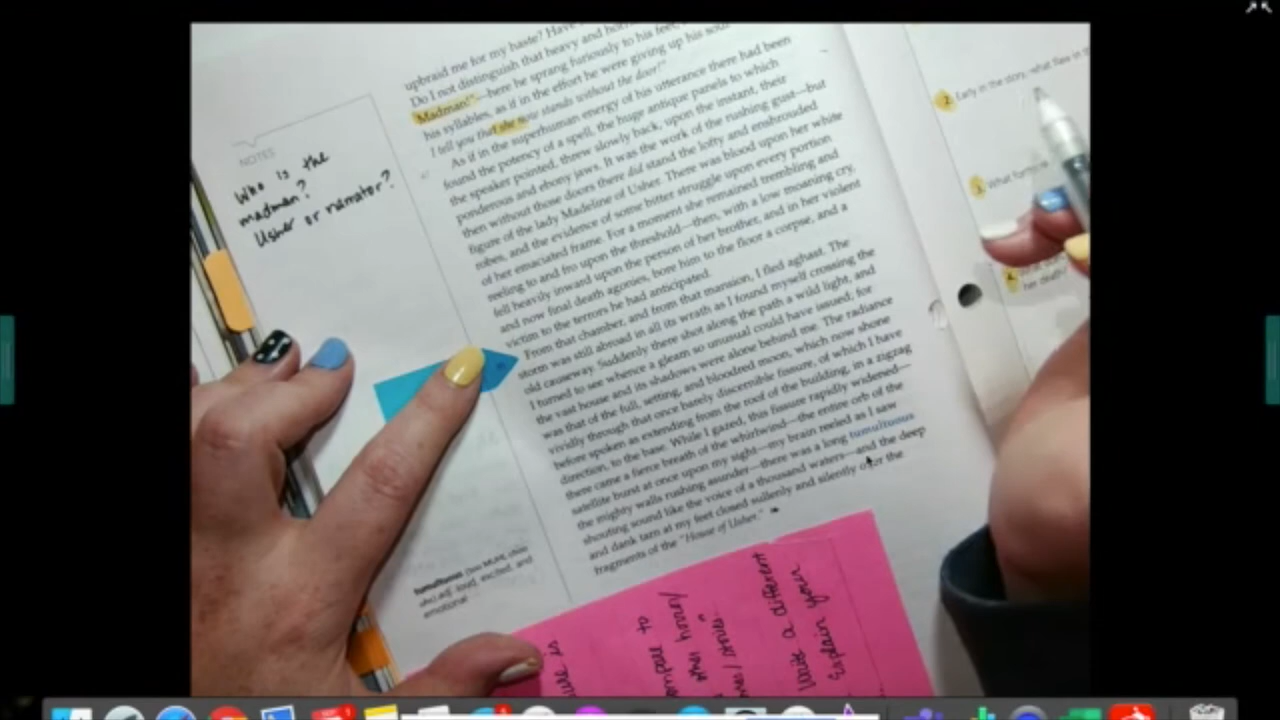 upbraid me for my haste? Have
Do I not distinguish that heavy and
Madman!"—here he sprang furiously to his feet,
his syllables, as if in the effort he were giving up his soul—
I tell you that she now stands without the door!"
As if in the superhuman energy of his utterance there had been
found the potency of a spell, the huge antique panels to which
the speaker pointed, threw slowly back, upon the instant, their
ponderous and ebony jaws. It was the work of the rushing gust—but
then without those doors there did stand the lofty and enshrouded
figure of the lady Madeline of Usher. There was blood upon her white
robes, and the evidence of some bitter struggle upon every portion
of her emaciated frame. For a moment she remained trembling and
reeling to and fro upon the threshold—then, with a low moaning cry,
fell heavily inward upon the person of her brother, and in her violent
and now final death agonies, bore him to the floor a corpse, and a
victim to the terrors he had anticipated.
From that chamber, and from that mansion, I fled aghast. The
storm was still abroad in all its wrath as I found myself crossing the
old causeway. Suddenly there shot along the path a wild light, and
I turned to see whence a gleam so unusual could have issued; for
the vast house and its shadows were alone behind me. The radiance
was that of the full, setting, and bloodred moon, which now shone
vividly through that once barely discernible fissure, of which I have
before spoken as extending from the roof of the building, in a zigzag
direction, to the base. While I gazed, this fissure rapidly widened—
there came a fierce breath of the whirlwind—the entire orb of the
satellite burst at once upon my sight—my brain reeled as I saw
the mighty walls rushing asunder—there was a long tumultuous
shouting sound like the voice of a thousand waters—and the deep
and dank tarn at my feet closed sullenly and silently over the
fragments of the "House of Usher."
NOTES
Who is the
madman?
Usher or narrator?
tumultuous
adj. loud, excited, and
emotional
2. Early in the story, what flaw in
3. What form
4.
her death?
to
other
Write a different
Explain your